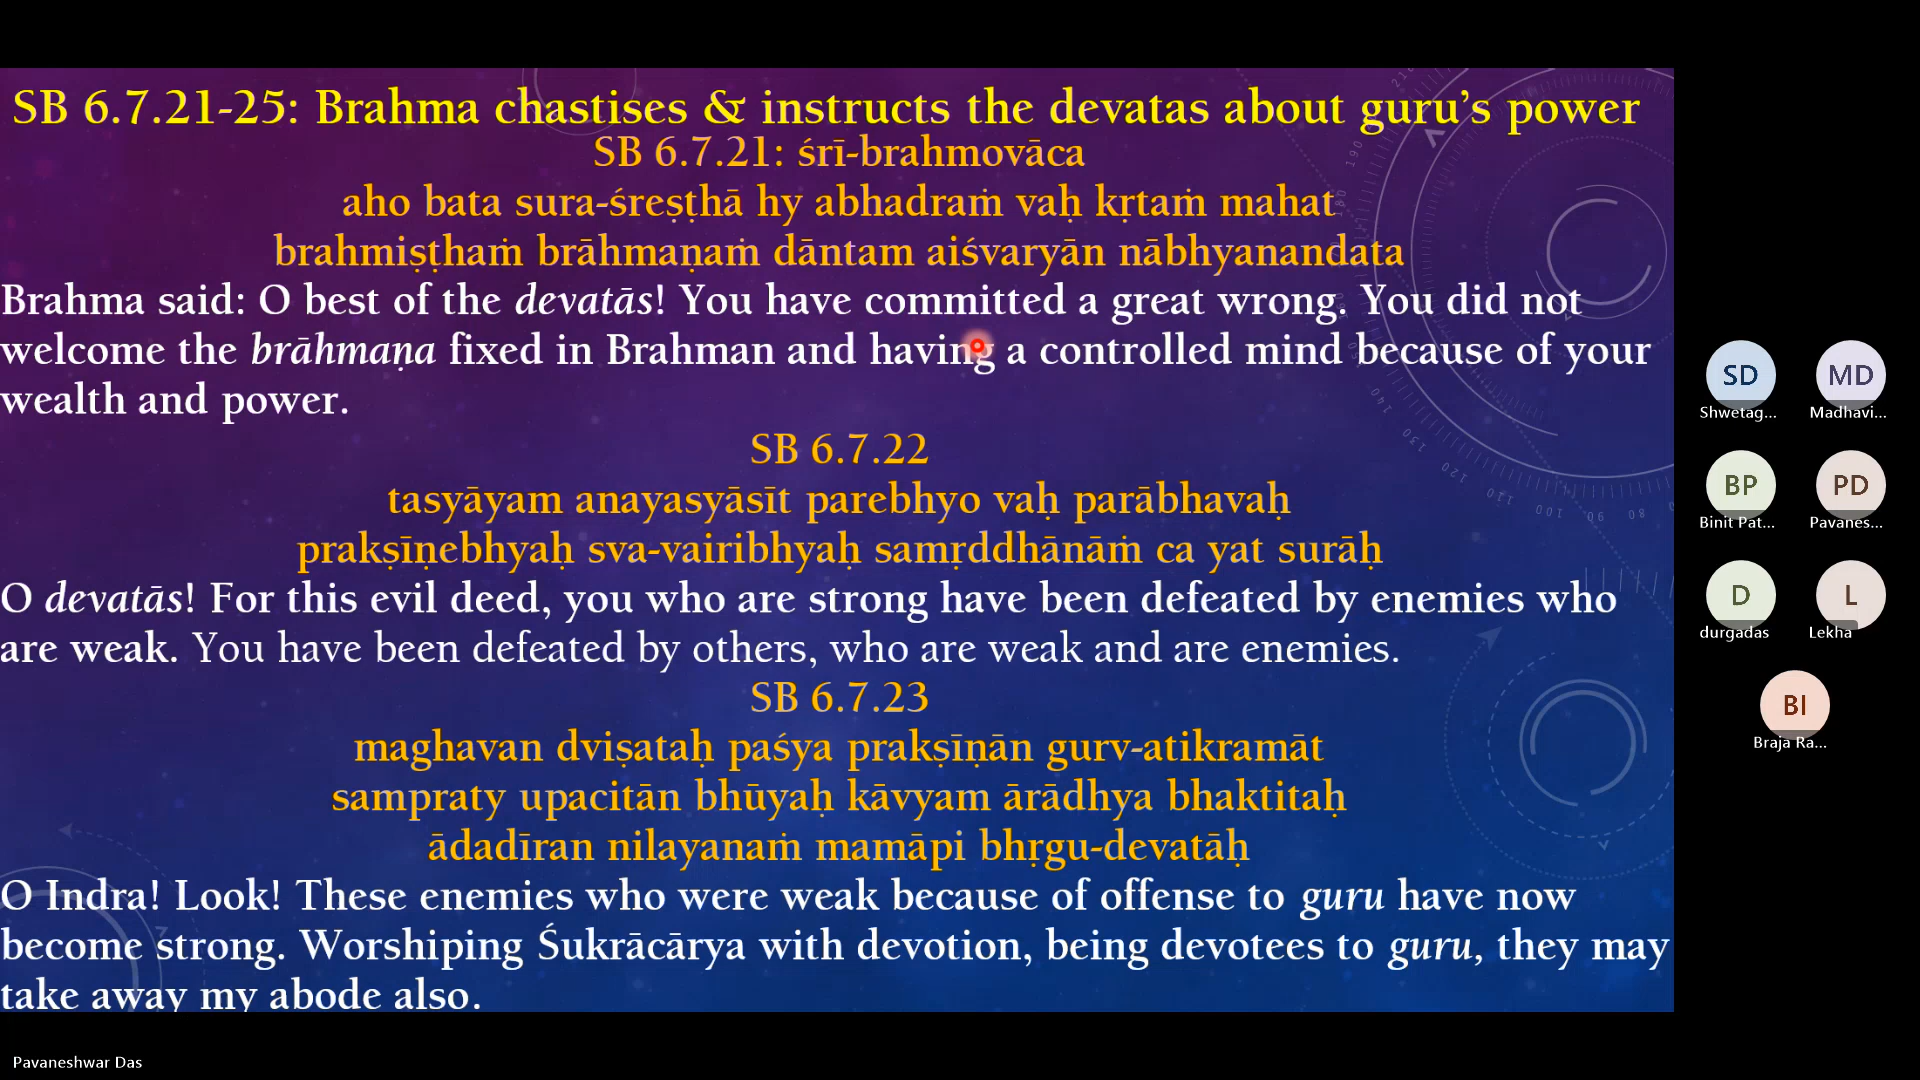 SB 6.7.21-25: Brahma chastises & instructs the devatas about guru’s power
SB 6.7.21: śrī-brahmovāca
aho bata sura-śreṣṭhā hy abhadraṁ vaḥ kṛtaṁ mahat
brahmiṣṭhaṁ brāhmaṇaṁ dāntam aiśvaryān nābhyanandata
Brahma said: O best of the devatās! You have committed a great wrong. You did not
welcome the brāhmaṇa fixed in Brahman and having a controlled mind because of your
wealth and power.
SB 6.7.22
tasyāyam anayasyāsīt parebhyo vaḥ parābhavaḥ
prakṣīṇebhyaḥ sva-vairibhyaḥ samṛddhānāṁ ca yat surāḥ
O devatās! For this evil deed, you who are strong have been defeated by enemies who
are weak. You have been defeated by others, who are weak and are enemies.
SB 6.7.23
maghavan dviṣataḥ paśya prakṣīṇān gurv-atikramāt
sampraty upacitān bhūyaḥ kāvyam ārādhya bhaktitaḥ
ādadīran nilayanaṁ mamāpi bhṛgu-devatāḥ
O Indra! Look! These enemies who were weak because of offense to guru have now
become strong. Worshiping Śukrācārya with devotion, being devotees to guru, they may
take away my abode also.
SD MD
Shwetag... Madhavi...
BP PD
Binit Pat... Pavanes...
D L
durgadas Lekha
BI
Braja Ra...
Pavaneshwar Das